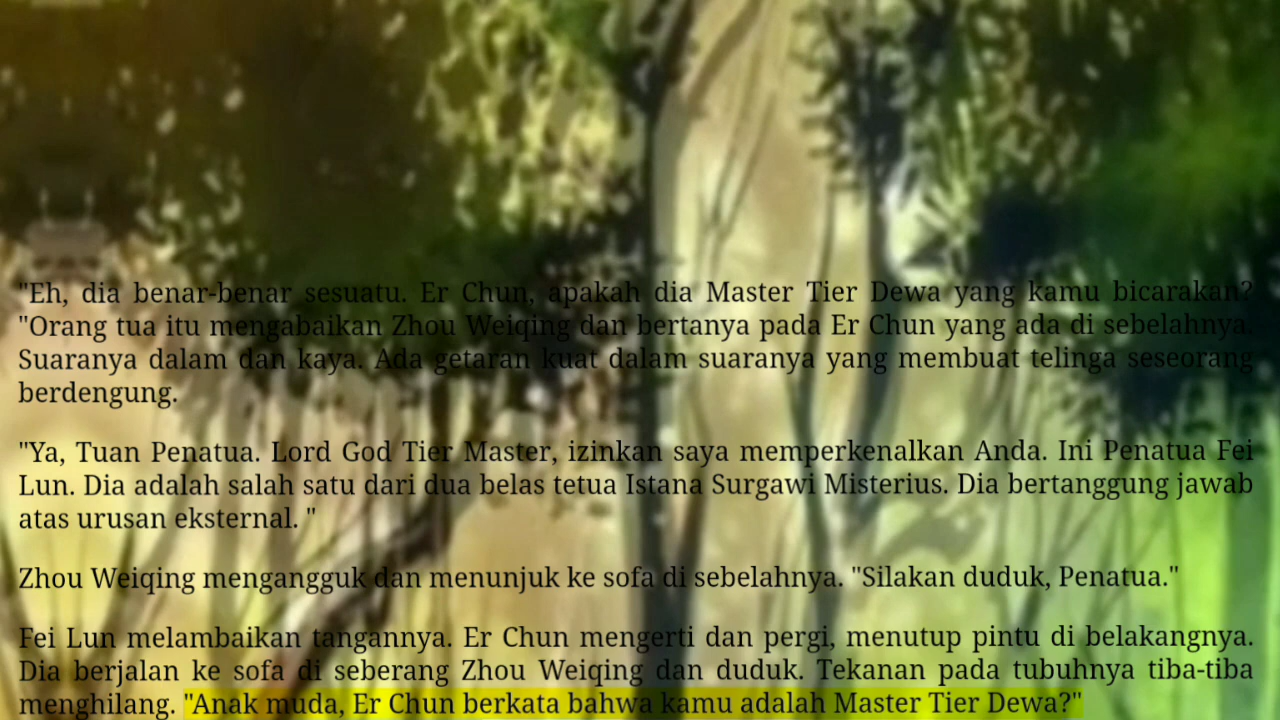 "Eh, dia benar-benar sesuatu. Er Chun, apakah dia Master Tier Dewa yang kamu bicarakan?
"Orang tua itu mengabaikan Zhou Weiqing dan bertanya pada Er Chun yang ada di sebelahnya.
Suaranya dalam dan kaya. Ada getaran kuat dalam suaranya yang membuat telinga seseorang
berdengung.
"Ya, Tuan Penatua. Lord God Tier Master, izinkan saya memperkenalkan Anda. Ini Penatua Fei
Lun. Dia adalah salah satu dari dua belas tetua Istana Surgawi Misterius. Dia bertanggung jawab
atas urusan eksternal. "
Zhou Weiqing mengangguk dan menunjuk ke sofa di sebelahnya. "Silakan duduk, Penatua."
Fei Lun melambaikan tangannya. Er Chun mengerti dan pergi, menutup pintu di belakangnya.
Dia berjalan ke sofa di seberang Zhou Weiqing dan duduk. Tekanan pada tubuhnya tiba-tiba
menghilang. "Anak muda, Er Chun berkata bahwa kamu adalah Master Tier Dewa?"